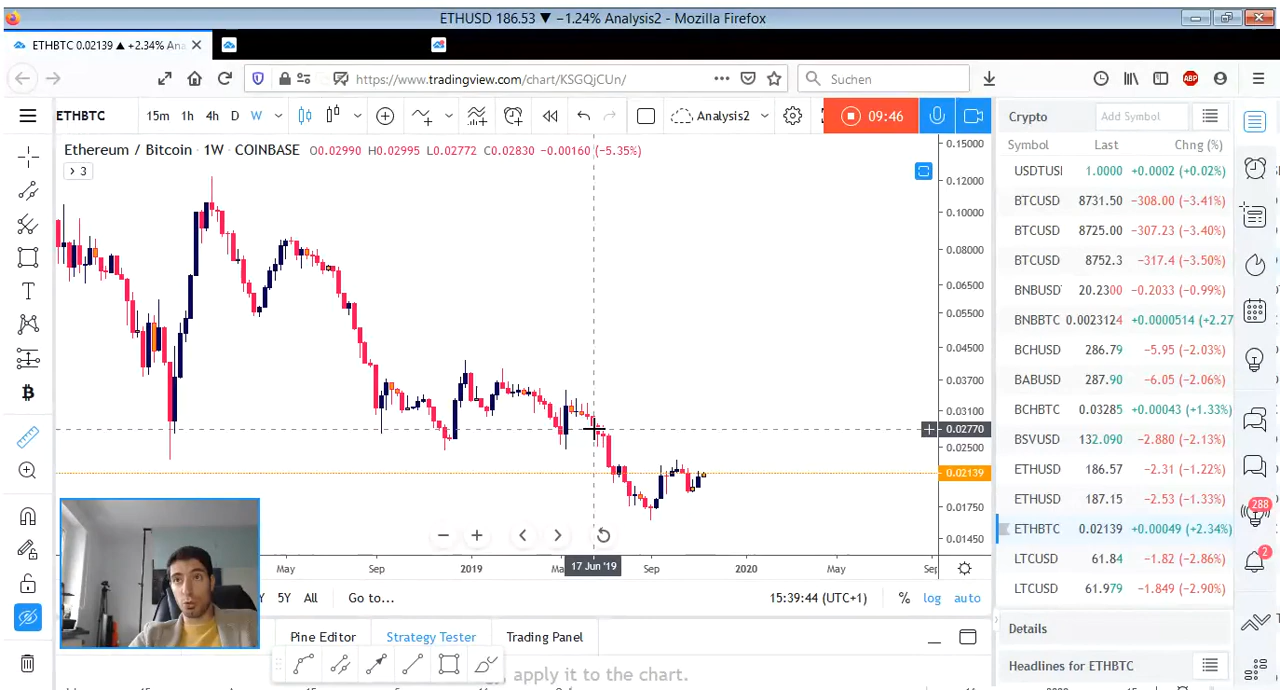 ETHUSD 186.53 ▼ −1.24% Analysis2 - Mozilla Firefox
ETHBTC 0.02139 ▲ +2.34% Ana
https://www.tradingview.com/chart/KSGQjCUn/
Suchen
ABP
ETHBTC 15m 1h 4h D W Analysis2 09:46
Crypto Add Symbol
Ethereum / Bitcoin · 1W · COINBASE O0.02990 H0.02995 L0.02772 C0.02830 −0.00160 (−5.35%)
3
Symbol Last Chng (%)
USDTUSI 1.0000 +0.0002 (+0.02%)
BTCUSD 8731.50 −308.00 (−3.41%)
BTCUSD 8725.00 −307.23 (−3.40%)
BTCUSD 8752.3 −317.4 (−3.50%)
BNBUSD 20.2300 −0.2033 (−0.99%)
BNBBTC 0.0023124 +0.0000514 (+2.27
BCHUSD 286.79 −5.95 (−2.03%)
BABUSD 287.90 −6.05 (−2.06%)
BCHBTC 0.03285 +0.00043 (+1.33%)
BSVUSD 132.090 −2.880 (−2.13%)
ETHUSD 186.57 −2.31 (−1.22%)
ETHUSD 187.15 −2.53 (−1.33%)
ETHBTC 0.02139 +0.00049 (+2.34%)
LTCUSD 61.84 −1.82 (−2.86%)
LTCUSD 61.979 −1.849 (−2.90%)
288
2
0.15000
0.12000
0.10000
0.08000
0.06500
0.05500
0.04500
0.03700
0.03100
0.02770
0.02500
0.02139
0.01750
0.01450
May Sep 2019 Ma 17 Jun '19 Sep 2020 May Sep
5Y All Go to... 15:39:44 (UTC+1) % log auto
Pine Editor Strategy Tester Trading Panel
Details
Headlines for ETHBTC
apply it to the chart.